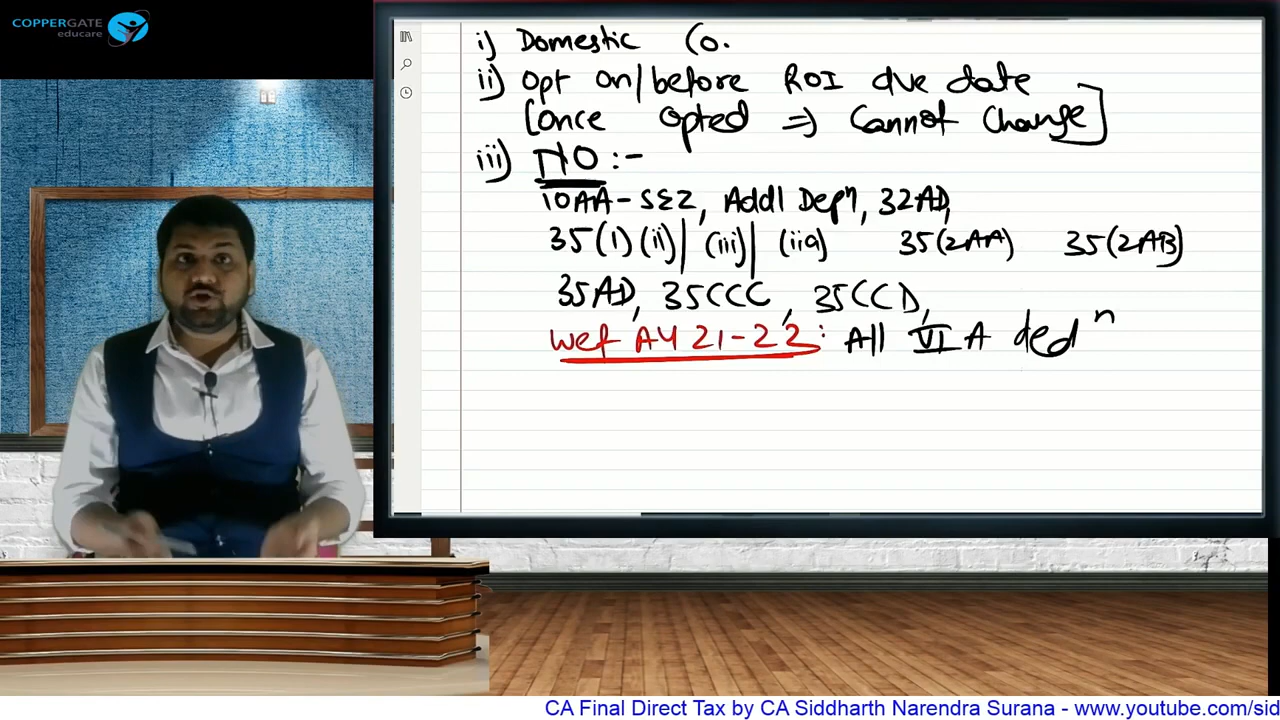 COPPERGATE
educare
i) Domestic Co.
ii) Opt on/before ROI due date
[once opted ⇒ cannot change]
iii) NO :-
10AA - SEZ, Addl Depn, 32AD,
35(1)(ii)| (iii)| (iia) 35(2AA) 35(2AB)
35AD, 35CCC, 35CCD,
wef AY 21-22: All VIA dedn
CA Final Direct Tax by CA Siddharth Narendra Surana - www.youtube.com/sid